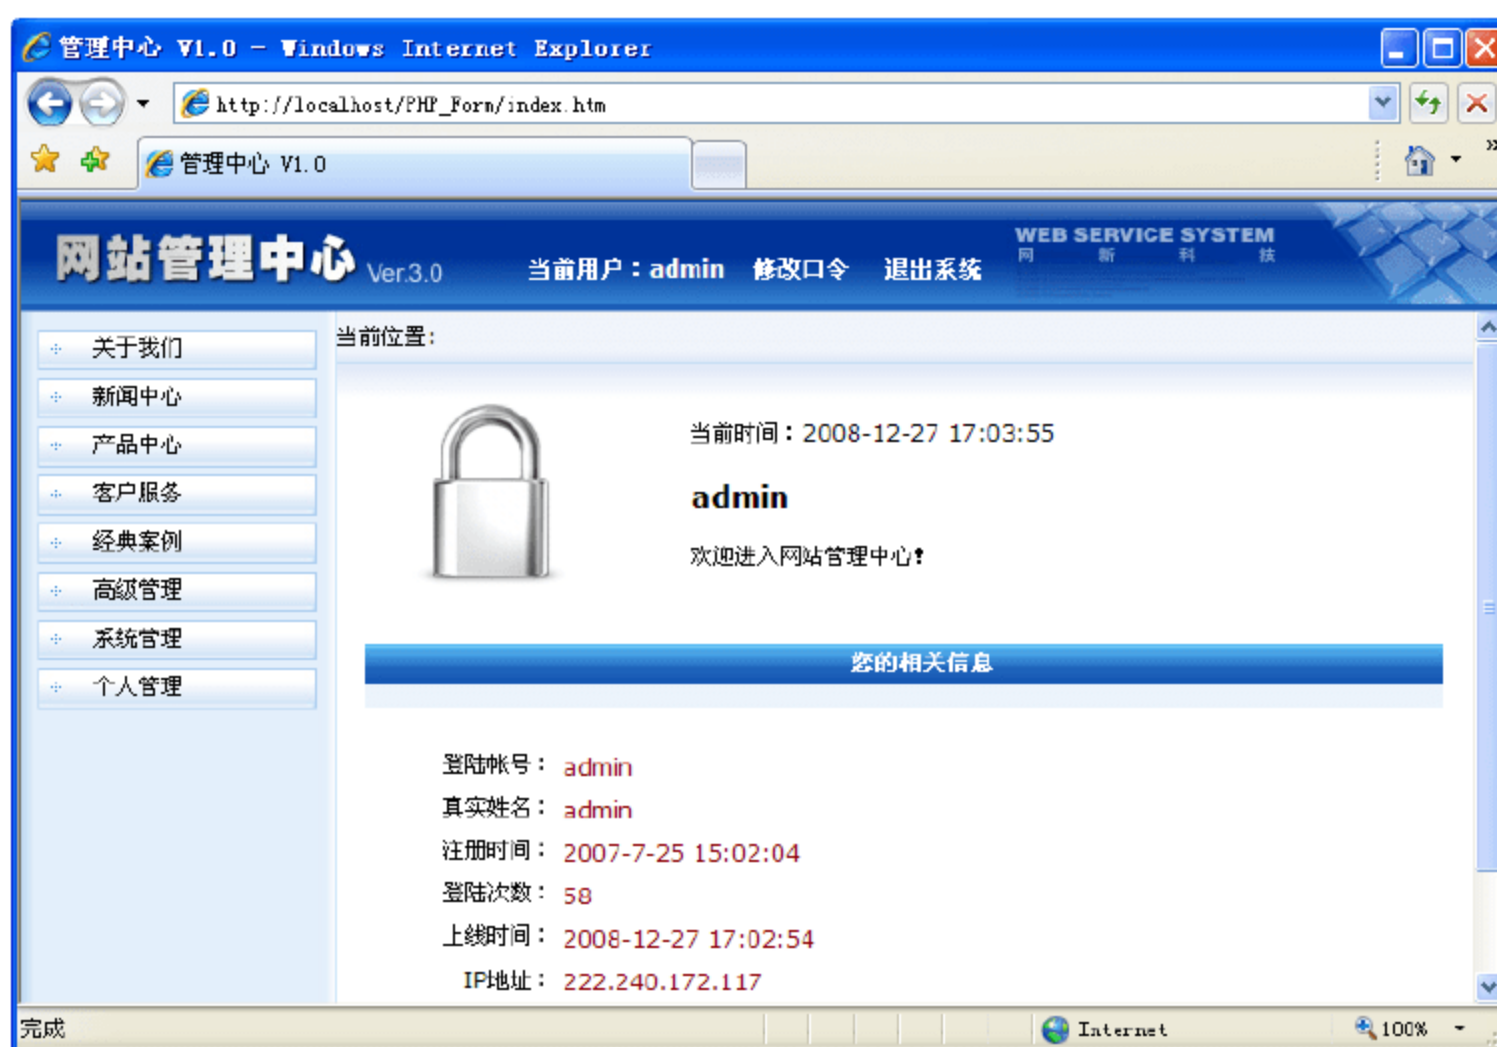 管理中心 V1.0 - Windows Internet Explorer
http://localhost/PHP_Form/index.htm
管理中心 V1.0
网站管理中心 Ver.3.0
当前用户：admin 修改口令 退出系统
WEB SERVICE SYSTEM
网 新 科 技
关于我们
新闻中心
产品中心
客户服务
经典案例
高级管理
系统管理
个人管理
当前位置:
当前时间：2008-12-27 17:03:55
admin
欢迎进入网站管理中心!
您的相关信息
登陆帐号： admin
真实姓名： admin
注册时间： 2007-7-25 15:02:04
登陆次数： 58
上线时间： 2008-12-27 17:02:54
IP地址： 222.240.172.117
完成
Internet
100%